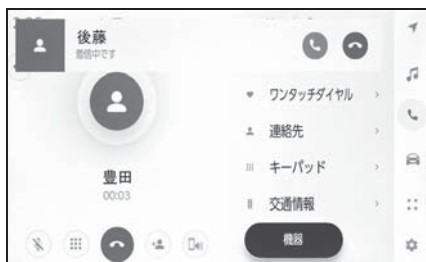 後藤
着信中です
豊田
00:03
ワンタッチダイヤル
連絡先
キーパッド
交通情報
機器